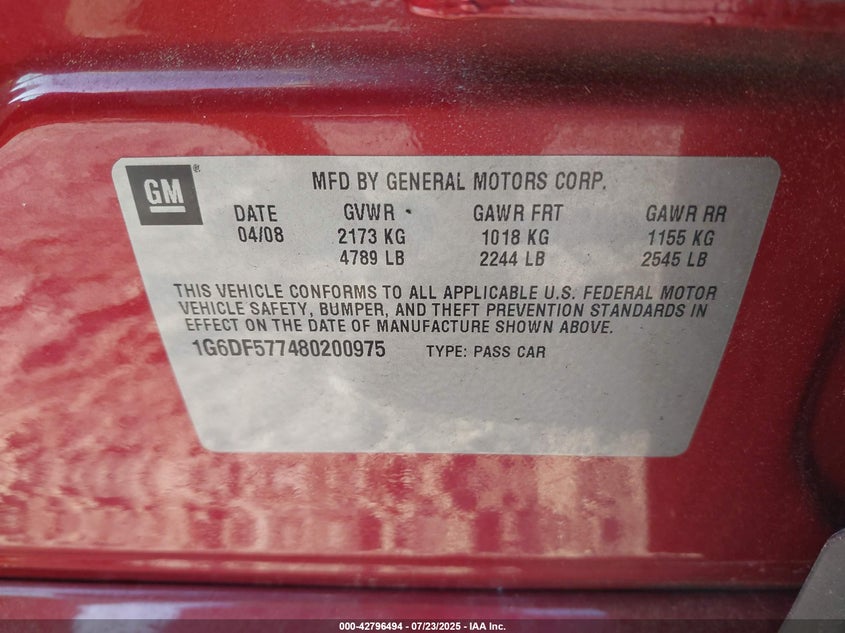 GM®
MFD BY GENERAL MOTORS CORP.
DATE GVWR GAWR FRT GAWR RR
04/08 2173 KG 1018 KG 1155 KG
4789 LB 2244 LB 2545 LB
THIS VEHICLE CONFORMS TO ALL APPLICABLE U.S. FEDERAL MOTOR
VEHICLE SAFETY, BUMPER, AND THEFT PREVENTION STANDARDS IN
EFFECT ON THE DATE OF MANUFACTURE SHOWN ABOVE.
1G6DF577480200975 TYPE: PASS CAR
000-42796494 — 07/23/2025 - IAA Inc.